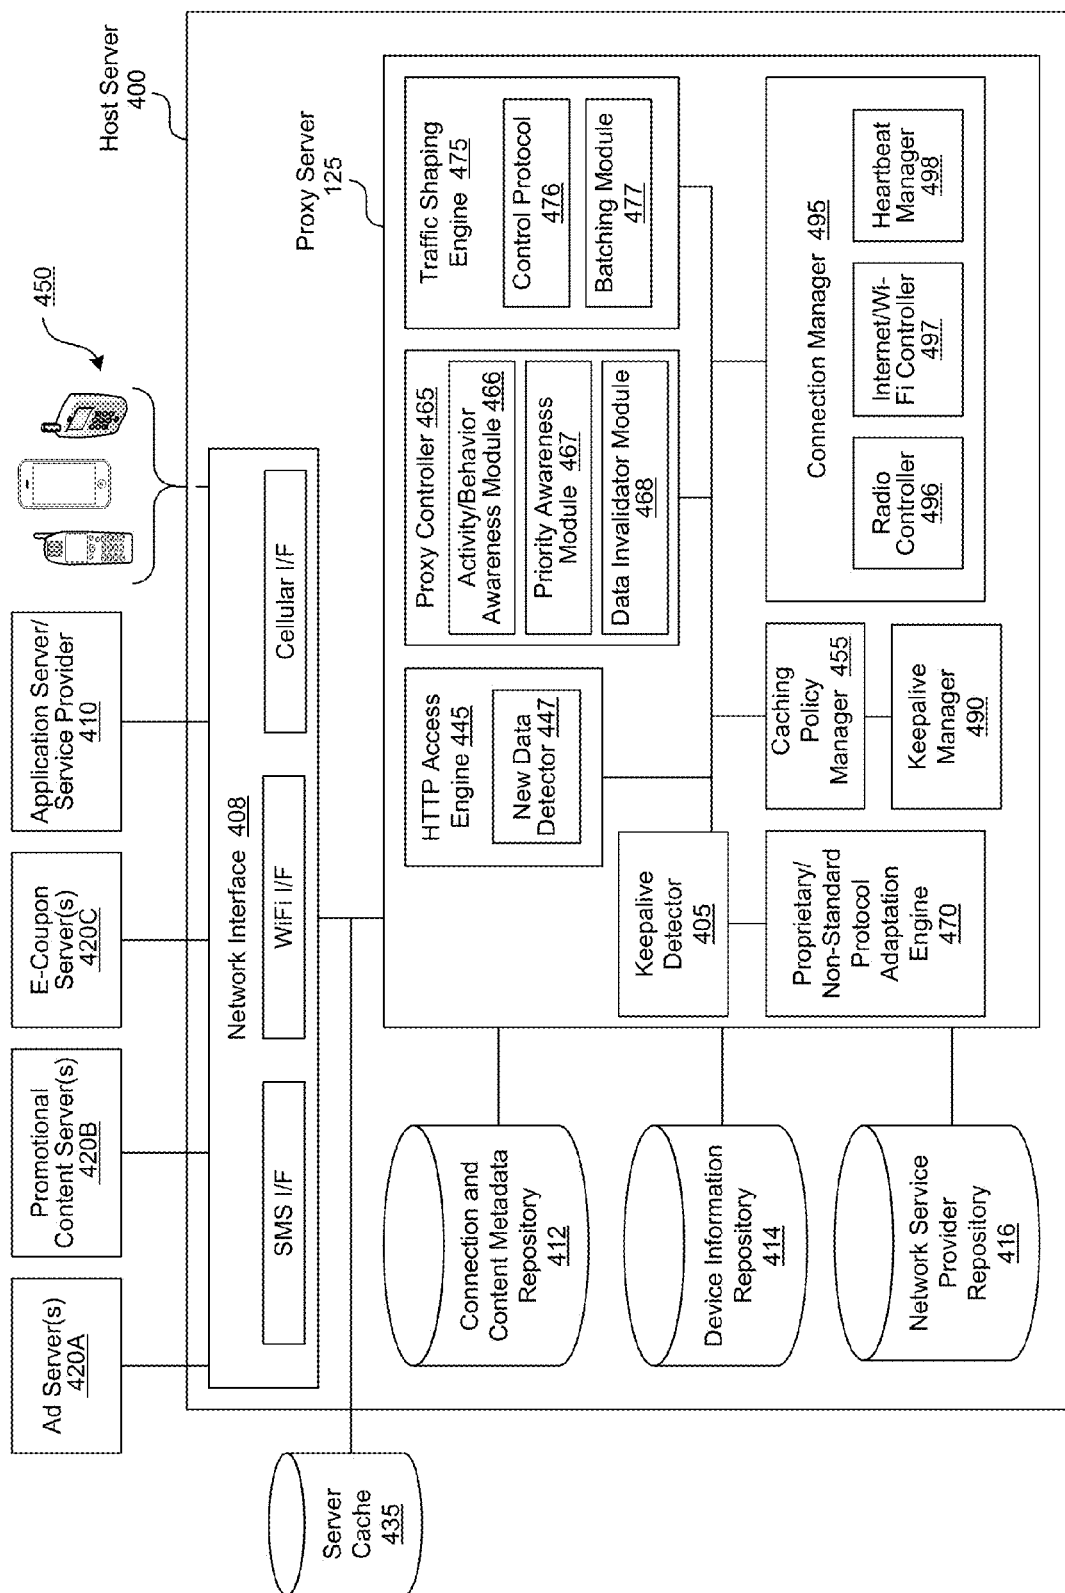 Ad Server(s)
420A
Promotional
Content Server(s)
420B
E-Coupon
Server(s)
420C
Application Server/
Service Provider
410
450
Host Server
400
Network Interface 408
SMS I/F
WiFi I/F
Cellular I/F
Server
Cache
435
Proxy Server
125
Connection and
Content Metadata
Repository
412
Device Information
Repository
414
Network Service
Provider
Repository
416
HTTP Access
Engine 445
New Data
Detector 447
Proxy Controller 465
Activity/Behavior
Awareness Module 466
Priority Awareness
Module 467
Data Invalidator Module
468
Traffic Shaping
Engine 475
Control Protocol
476
Batching Module
477
Keepalive
Detector
405
Proprietary/
Non-Standard
Protocol
Adaptation
Engine
470
Caching
Policy
Manager 455
Keepalive
Manager
490
Connection Manager 495
Radio
Controller
496
Internet/Wi-
Fi Controller
497
Heartbeat
Manager
498